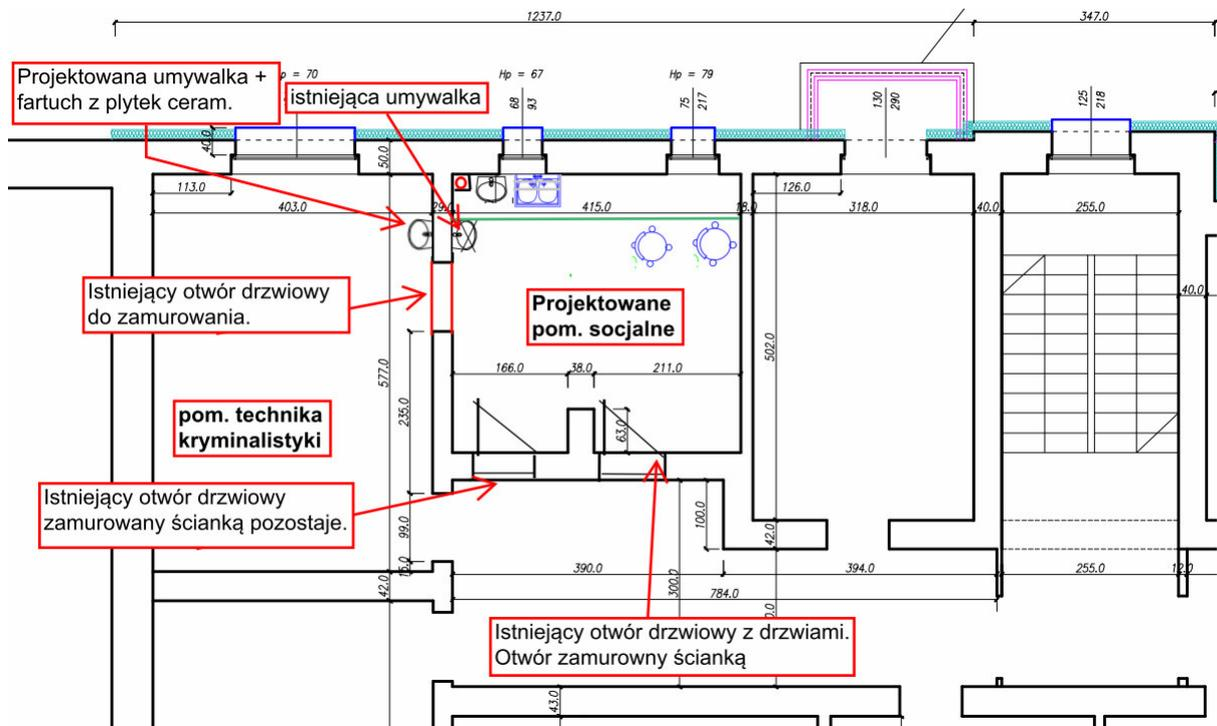 1237.0
347.0
Projektowana umywalka +
fartuch z plytek ceram.
p = 70
istniejąca umywalka
Hp = 67
68
93
Hp = 79
75
217
130
290
125
218
40.0
50.0
113.0
126.0
403.0
29.0
415.0
18.0
318.0
40.0
255.0
Istniejący otwór drzwiowy
do zamurowania.
Projektowane
pom. socjalne
40.0
577.0
235.0
166.0
38.0
211.0
502.0
63.0
pom. technika
kryminalistyki
Istniejący otwór drzwiowy
zamurowany ścianką pozostaje.
99.0
100.0
42.0
15.0
42.0
390.0
300.0
394.0
255.0
12.0
784.0
Istniejący otwór drzwiowy z drzwiami.
Otwór zamurowny ścianką
43.0